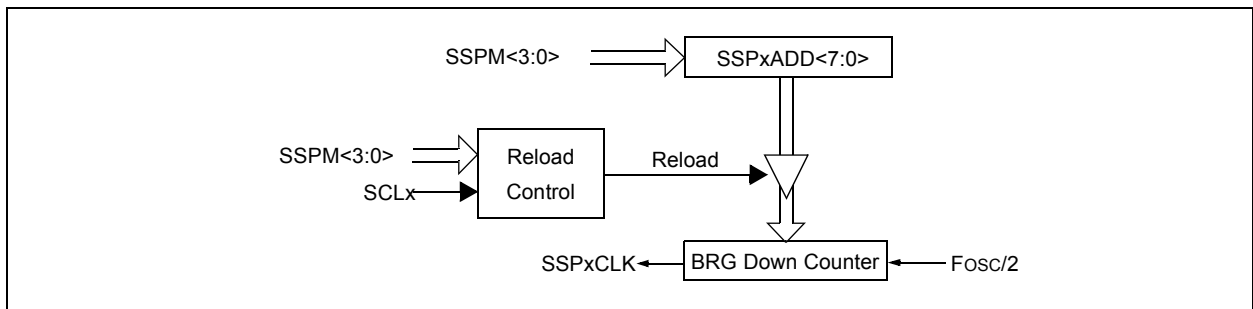 SSPM<3:0>
SSPxADD<7:0>
SSPM<3:0>
Reload
Control
Reload
SCLx
SSPxCLK
BRG Down Counter
FOSC/2